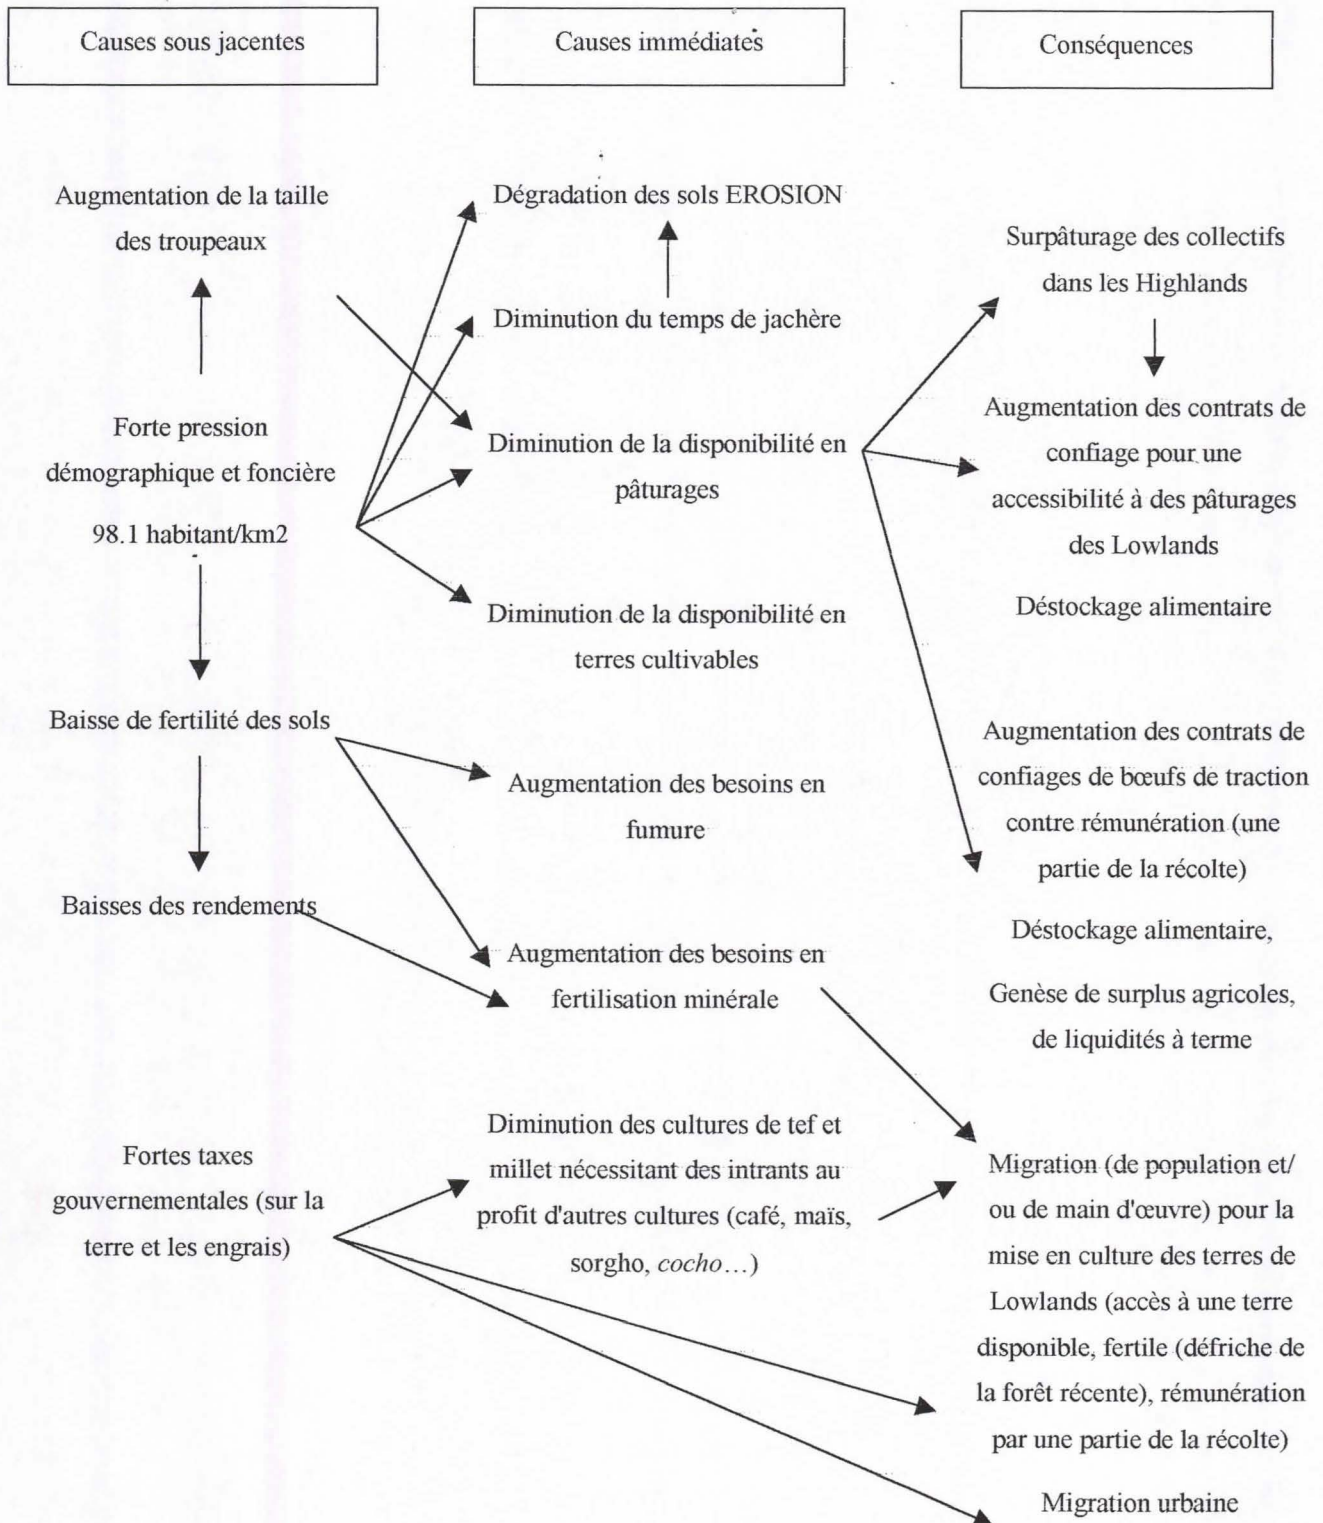 Causes sous jacentes
Causes immédiates
Conséquences
Augmentation de la taille
des troupeaux
Forte pression
démographique et foncière
98.1 habitant/km2
Baisse de fertilité des sols
Baisses des rendements
Fortes taxes
gouvernementales (sur la
terre et les engrais)
Dégradation des sols EROSION
Diminution du temps de jachère
Diminution de la disponibilité en
pâturages
Diminution de la disponibilité en
terres cultivables
Augmentation des besoins en
fumure
Augmentation des besoins en
fertilisation minérale
Diminution des cultures de tef et
millet nécessitant des intrants au
profit d'autres cultures (café, maïs,
sorgho, cocho…)
Surpâturage des collectifs
dans les Highlands
Augmentation des contrats de
confiage pour une
accessibilité à des pâturages
des Lowlands
Déstockage alimentaire
Augmentation des contrats de
confiages de bœufs de traction
contre rémunération (une
partie de la récolte)
Déstockage alimentaire,
Genèse de surplus agricoles,
de liquidités à terme
Migration (de population et/
ou de main d'œuvre) pour la
mise en culture des terres de
Lowlands (accès à une terre
disponible, fertile (défriche de
la forêt récente), rémunération
par une partie de la récolte)
Migration urbaine